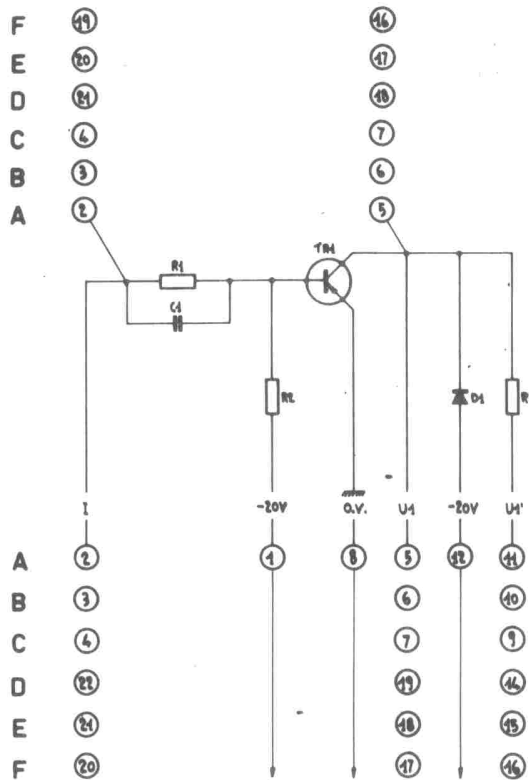 F 19 16
E 20 17
D 21 18
C 4 7
B 3 6
A 2 5
TR1
R1
C1
R2
D1
R
I -20V O.V. U1 -20V U1'
A 2 1 8 5 12 11
B 3 6 10
C 4 7 9
D 22 19 14
E 21 18 15
F 20 17 16